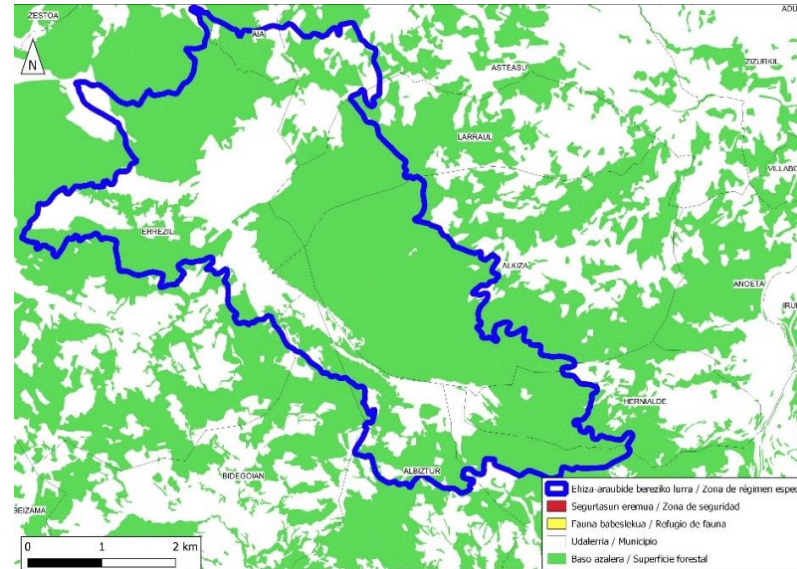 ZESTOA
AIA
ADU
N
ASTEASU
ZIZURKIL
LARRAUL
VILLABO
ERREZIL
ALKIZA
ANOETA
IRU
HERNIALDE
ALBIZTUR
BIDEGOIAN
BEIZAMA
0 1 2 km
Ehiza-araubide bereziko lurra / Zona de régimen espec
Segurtasun eremua / Zona de seguridad
Fauna babeslekua / Refugio de fauna
Udalerria / Municipio
Baso azalera / Superficie forestal